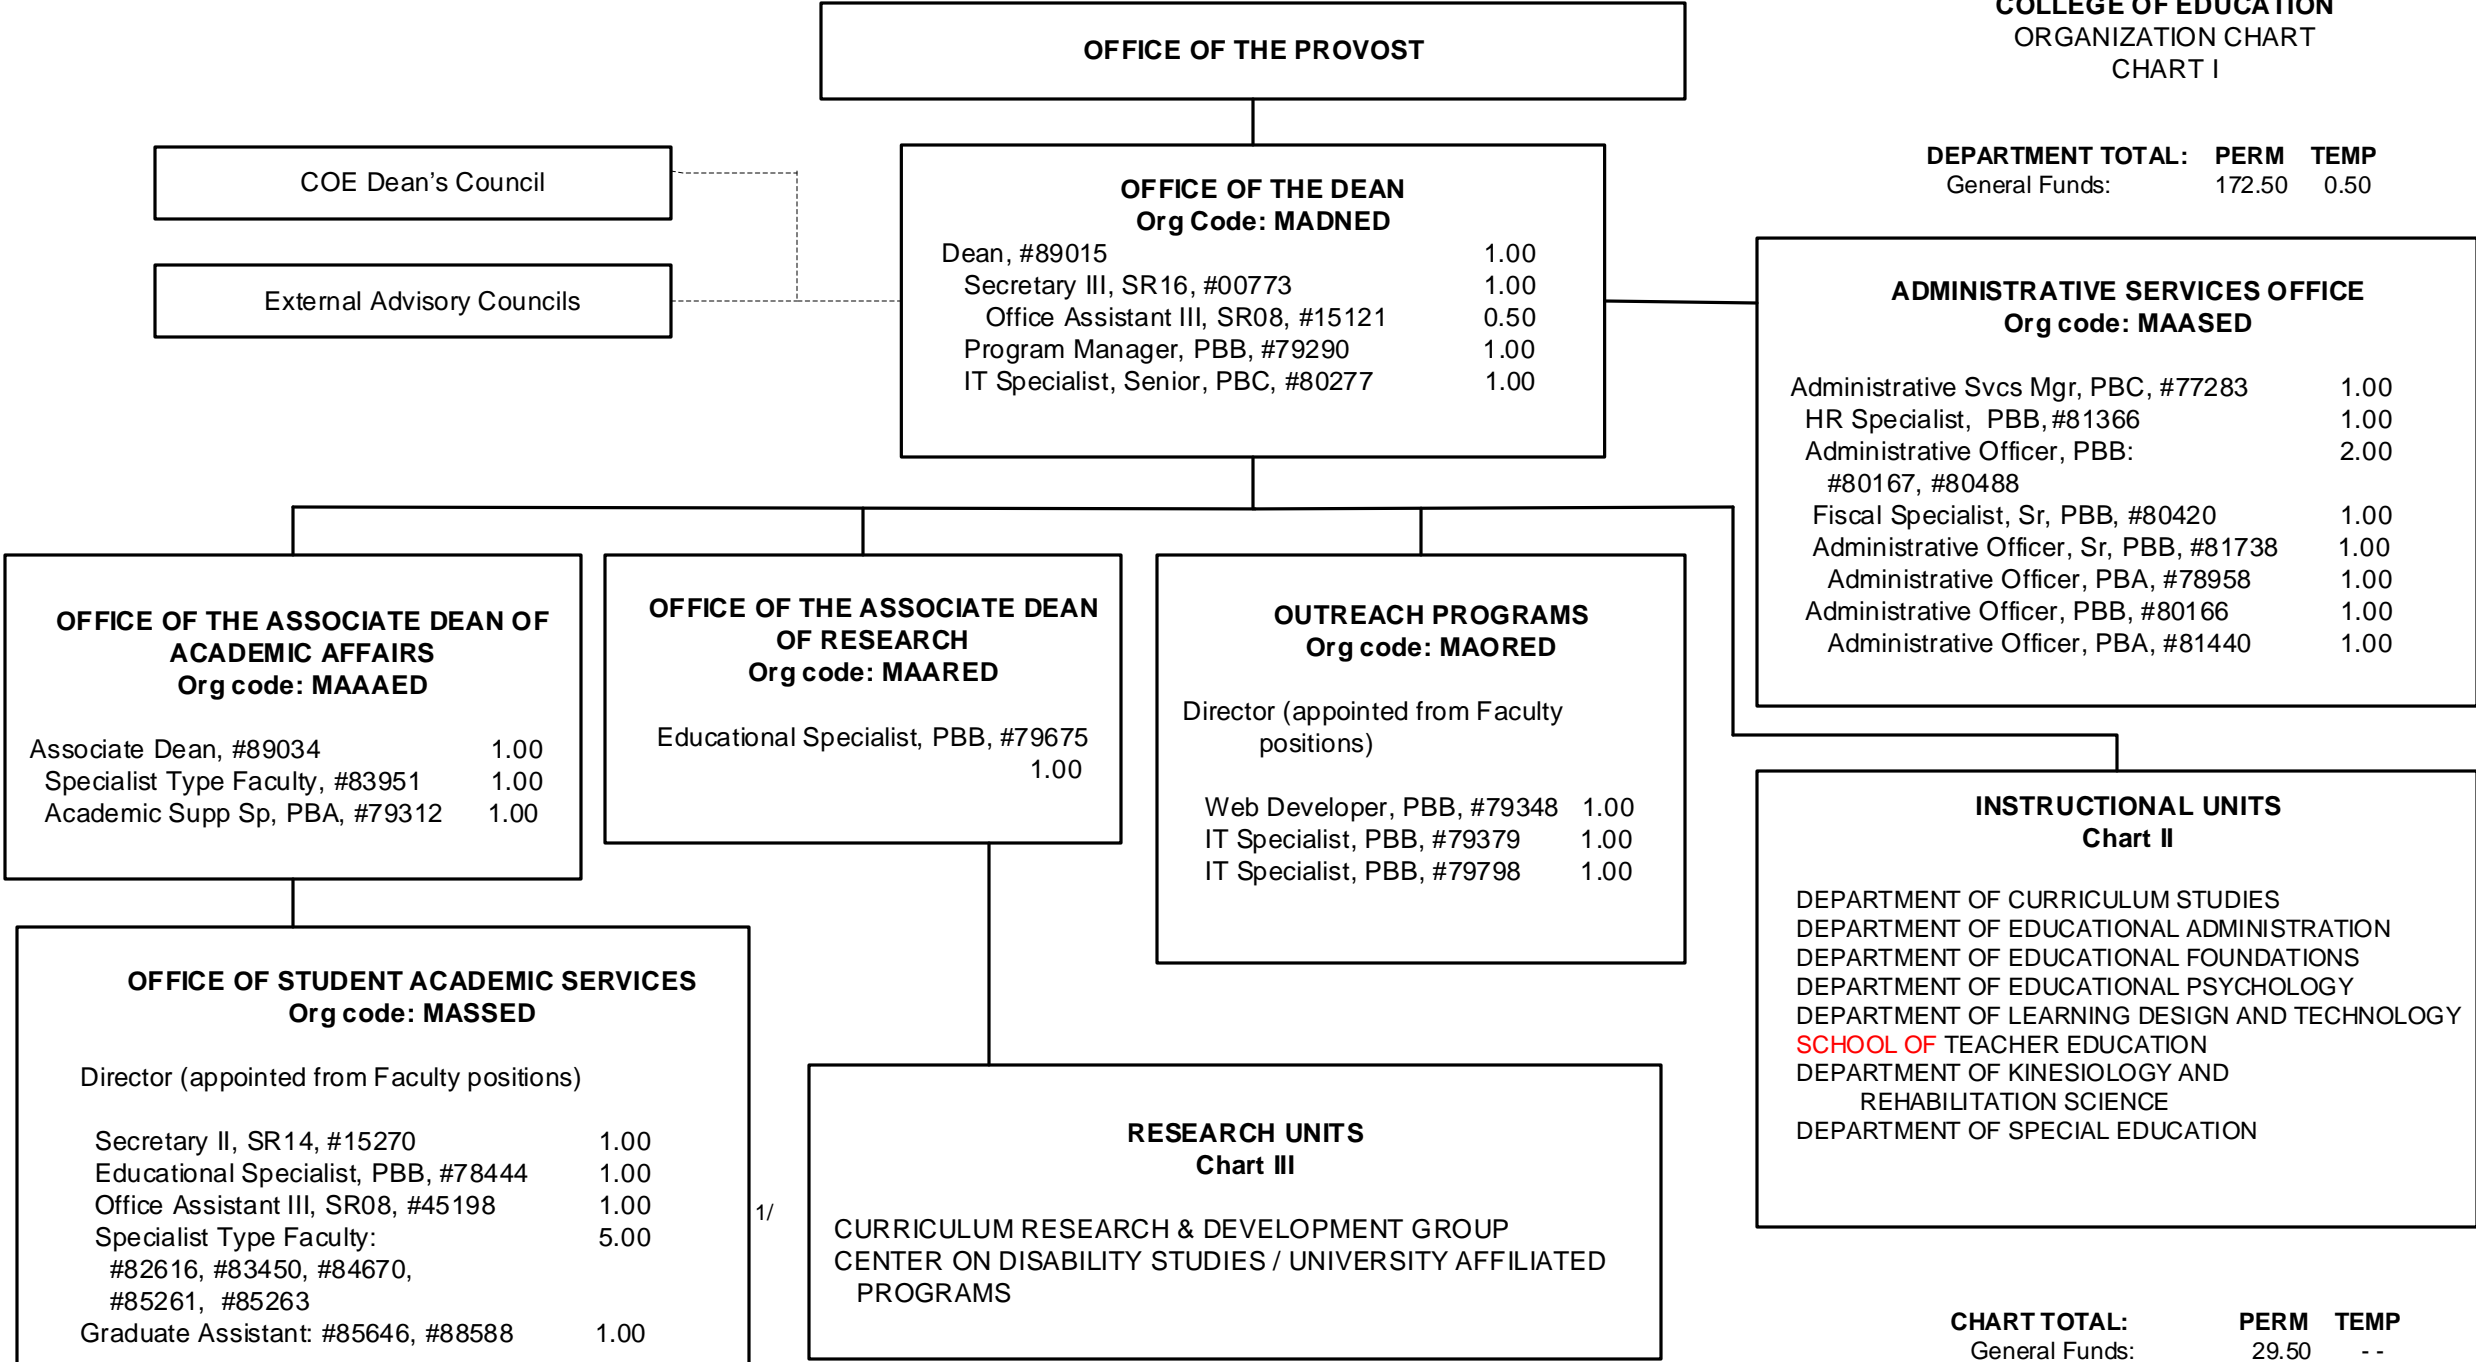 COLLEGE OF EDUCATION
ORGANIZATION CHART
CHART I
OFFICE OF THE PROVOST
DEPARTMENT TOTAL: PERM TEMP
General Funds: 172.50 0.50
COE Dean's Council
External Advisory Councils
OFFICE OF THE DEAN
Org Code: MADNED
Dean, #89015 1.00
Secretary III, SR16, #00773 1.00
Office Assistant III, SR08, #15121 0.50
Program Manager, PBB, #79290 1.00
IT Specialist, Senior, PBC, #80277 1.00
ADMINISTRATIVE SERVICES OFFICE
Org code: MAASED
Administrative Svcs Mgr, PBC, #77283 1.00
HR Specialist, PBB, #81366 1.00
Administrative Officer, PBB: 2.00
#80167, #80488
Fiscal Specialist, Sr, PBB, #80420 1.00
Administrative Officer, Sr, PBB, #81738 1.00
Administrative Officer, PBA, #78958 1.00
Administrative Officer, PBB, #80166 1.00
Administrative Officer, PBA, #81440 1.00
OFFICE OF THE ASSOCIATE DEAN OF
ACADEMIC AFFAIRS
Org code: MAAAED
Associate Dean, #89034 1.00
Specialist Type Faculty, #83951 1.00
Academic Supp Sp, PBA, #79312 1.00
OFFICE OF THE ASSOCIATE DEAN
OF RESEARCH
Org code: MAARED
Educational Specialist, PBB, #79675
1.00
OUTREACH PROGRAMS
Org code: MAORED
Director (appointed from Faculty
positions)
Web Developer, PBB, #79348 1.00
IT Specialist, PBB, #79379 1.00
IT Specialist, PBB, #79798 1.00
INSTRUCTIONAL UNITS
Chart II
DEPARTMENT OF CURRICULUM STUDIES
DEPARTMENT OF EDUCATIONAL ADMINISTRATION
DEPARTMENT OF EDUCATIONAL FOUNDATIONS
DEPARTMENT OF EDUCATIONAL PSYCHOLOGY
DEPARTMENT OF LEARNING DESIGN AND TECHNOLOGY
SCHOOL OF TEACHER EDUCATION
DEPARTMENT OF KINESIOLOGY AND
REHABILITATION SCIENCE
DEPARTMENT OF SPECIAL EDUCATION
OFFICE OF STUDENT ACADEMIC SERVICES
Org code: MASSED
Director (appointed from Faculty positions)
Secretary II, SR14, #15270 1.00
Educational Specialist, PBB, #78444 1.00
Office Assistant III, SR08, #45198 1.00
Specialist Type Faculty: 5.00
#82616, #83450, #84670,
#85261, #85263
Graduate Assistant: #85646, #88588 1.00
1/
RESEARCH UNITS
Chart III
CURRICULUM RESEARCH & DEVELOPMENT GROUP
CENTER ON DISABILITY STUDIES / UNIVERSITY AFFILIATED
PROGRAMS
CHART TOTAL: PERM TEMP
General Funds: 29.50 - -